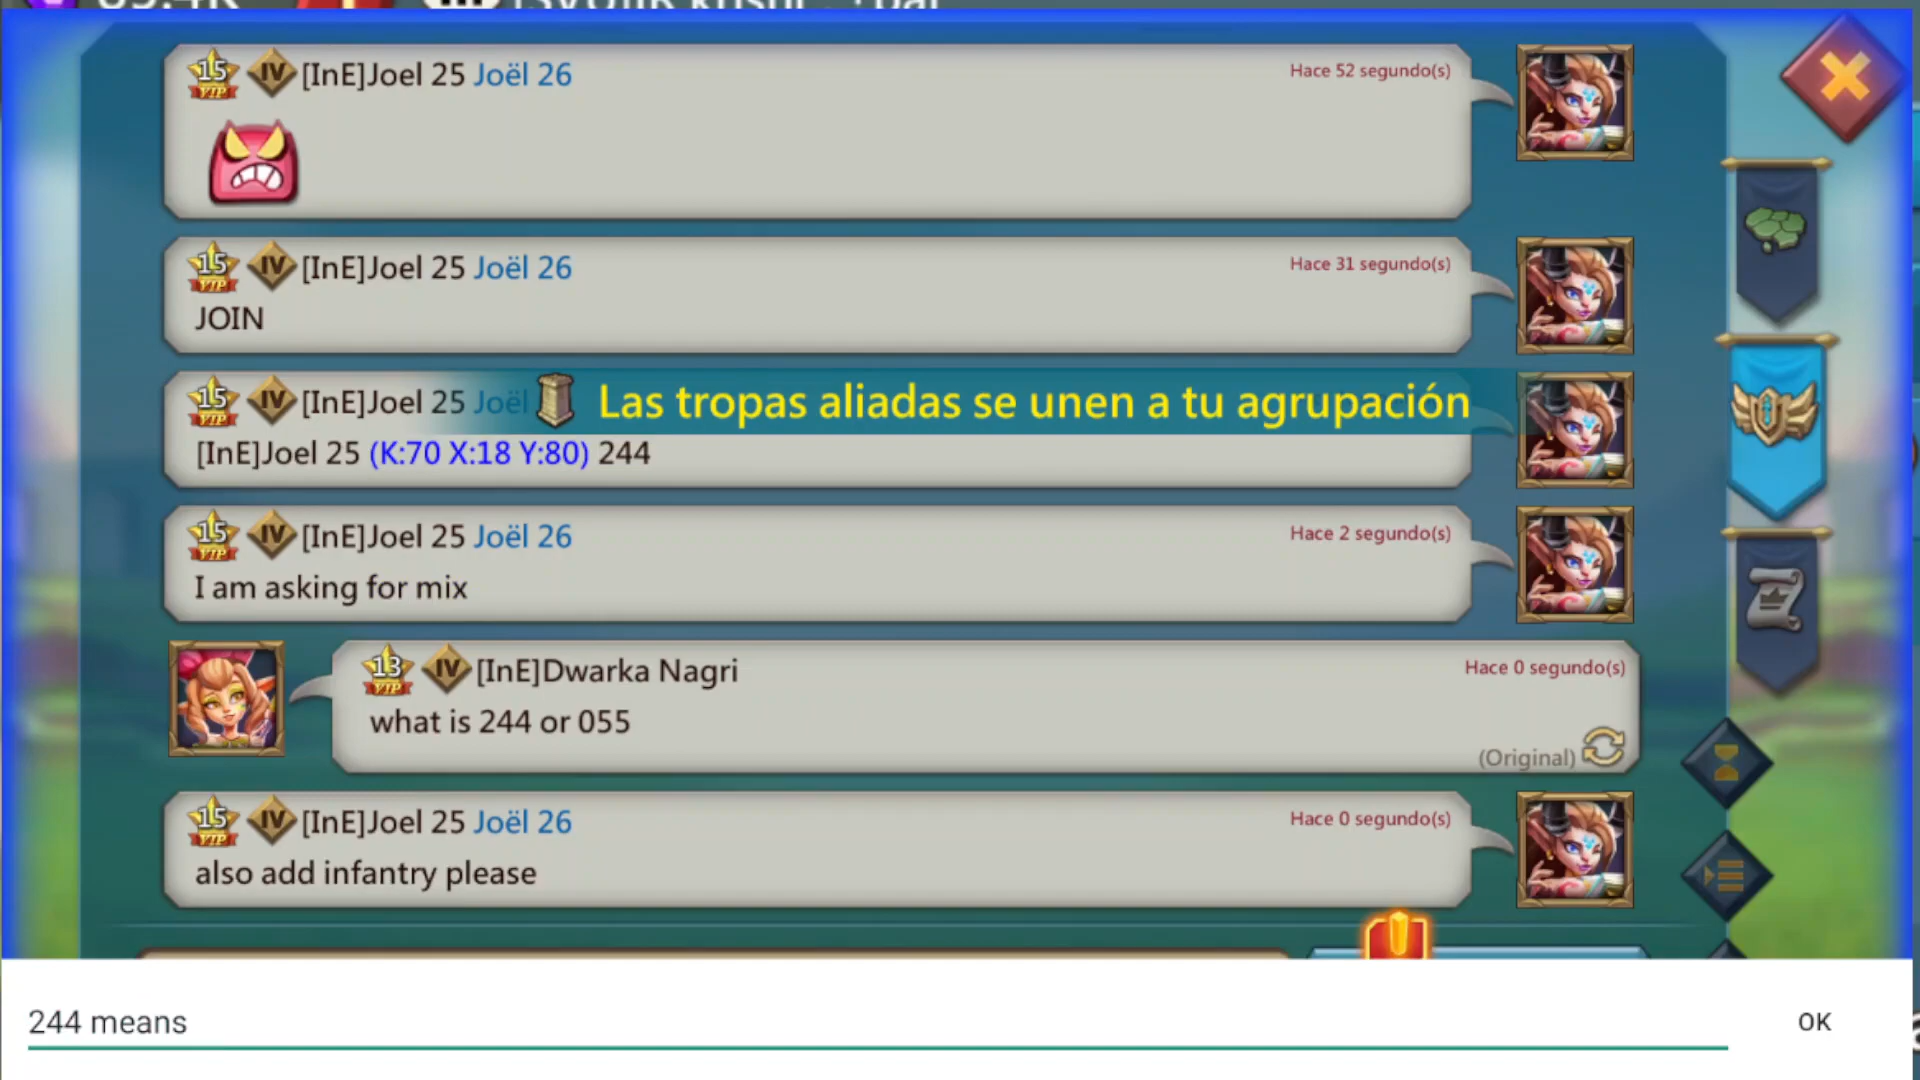 15 VIP IV [InE]Joel 25 Joël 26 Hace 52 segundo(s)
15 VIP IV [InE]Joel 25 Joël 26 Hace 31 segundo(s)
JOIN
15 VIP IV [InE]Joel 25 Joël
Las tropas aliadas se unen a tu agrupación
[InE]Joel 25 (K:70 X:18 Y:80) 244
15 VIP IV [InE]Joel 25 Joël 26 Hace 2 segundo(s)
I am asking for mix
13 VIP IV [InE]Dwarka Nagri Hace 0 segundo(s)
what is 244 or 055
(Original)
15 VIP IV [InE]Joel 25 Joël 26 Hace 0 segundo(s)
also add infantry please
244 means OK